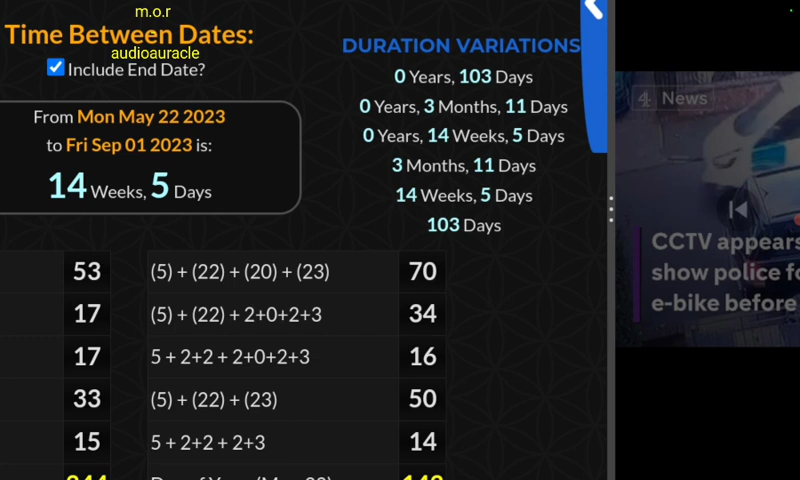 m.o.r
Time Between Dates:
audioauracle
Include End Date?
From Mon May 22 2023
to Fri Sep 01 2023 is:
14 Weeks, 5 Days
DURATION VARIATIONS
0 Years, 103 Days
0 Years, 3 Months, 11 Days
0 Years, 14 Weeks, 5 Days
3 Months, 11 Days
14 Weeks, 5 Days
103 Days
53 (5) + (22) + (20) + (23) 70
17 (5) + (22) + 2+0+2+3 34
17 5 + 2+2 + 2+0+2+3 16
33 (5) + (22) + (23) 50
15 5 + 2+2 + 2+3 14
4 News
CCTV appears
show police
e-bike before